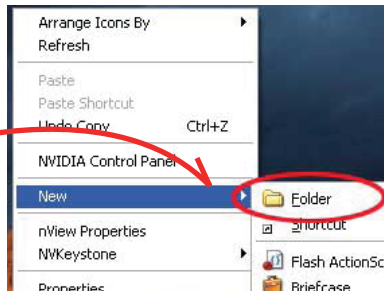 Arrange Icons By
Refresh
Paste
Paste Shortcut
Undo Copy Ctrl+Z
NVIDIA Control Panel
New
nView Properties
NVKeystone
Properties
Folder
Shortcut
Flash ActionSc
Briefcase